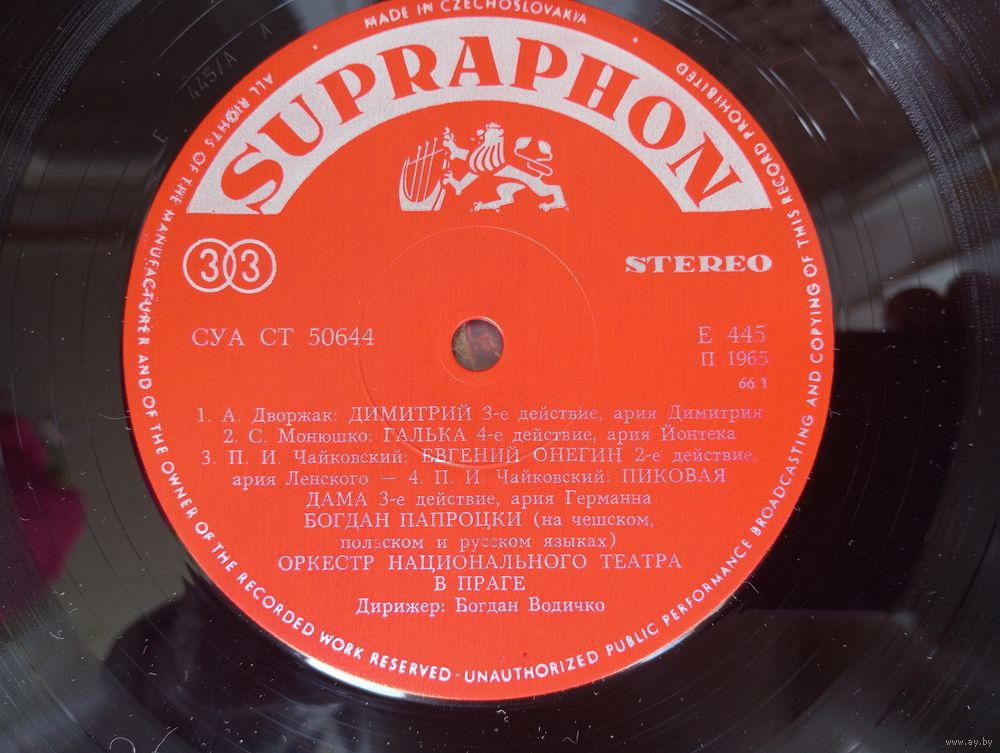 MADE IN CZECHOSLOVAKIA
SUPRAPHON
33
STEREO
СУА СТ 50644
E 445
П 1965
66 1
1. А. Дворжак: ДИМИТРИЙ 3-е действие, ария Димитрия
2. С. Монюшко: ГАЛЬКА 4-е действие, ария Йонтека
3. П. И. Чайковский: ЕВГЕНИЙ ОНЕГИН 2-е действие,
ария Ленского — 4. П. И. Чайковский: ПИКОВАЯ
ДАМА 3-е действие, ария Германна
БОГДАН ПАПРОЦКИ (на чешском,
польском и русском языках)
ОРКЕСТР НАЦИОНАЛЬНОГО ТЕАТРА
В ПРАГЕ
Дирижер: Богдан Водичко
ALL RIGHTS OF THE MANUFACTURER AND OF THE OWNER OF THE RECORDED WORK RESERVED - UNAUTHORIZED PUBLIC PERFORMANCE BROADCASTING AND COPYING OF THIS RECORD PROHIBITED
445/A
www.ay.by